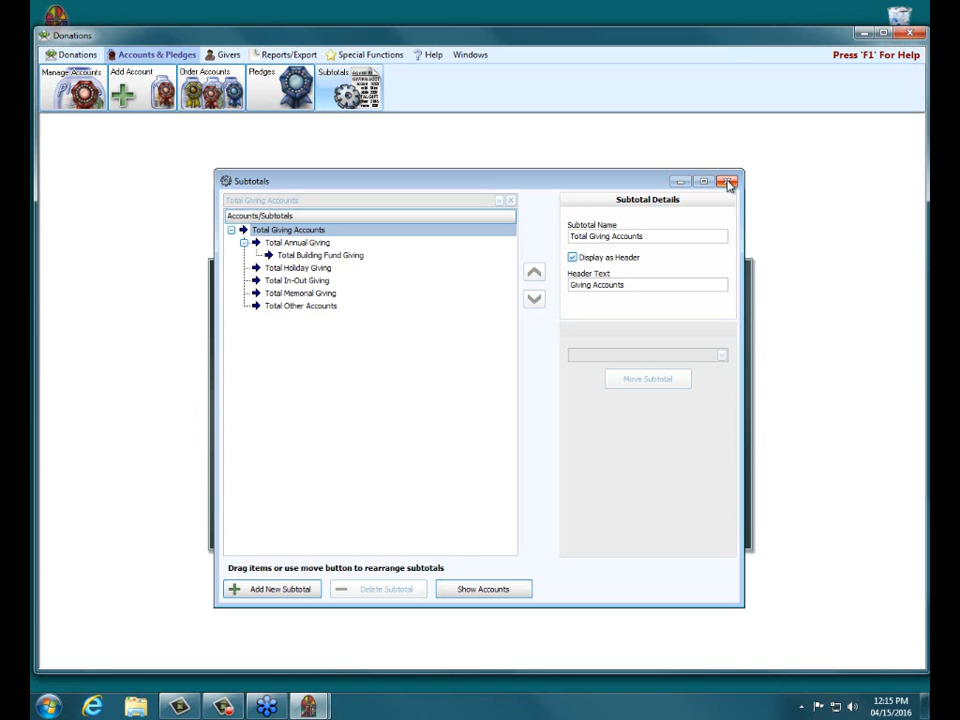 Donations
Donations Accounts & Pledges Givers Reports/Export Special Functions Help Windows Press 'F1' For Help
Manage Accounts Add Account Order Accounts Pledges Subtotals
Subtotals
Total Giving Accounts
Subtotal Details
Accounts/Subtotals
Subtotal Name
Total Giving Accounts
Total Giving Accounts
Total Annual Giving
Total Building Fund Giving
Display as Header
Total Holiday Giving
Header Text
Total In-Out Giving
Giving Accounts
Total Memorial Giving
Total Other Accounts
Move Subtotal
Drag items or use move button to rearrange subtotals
Add New Subtotal Delete Subtotal Show Accounts
12:15 PM
04/15/2016